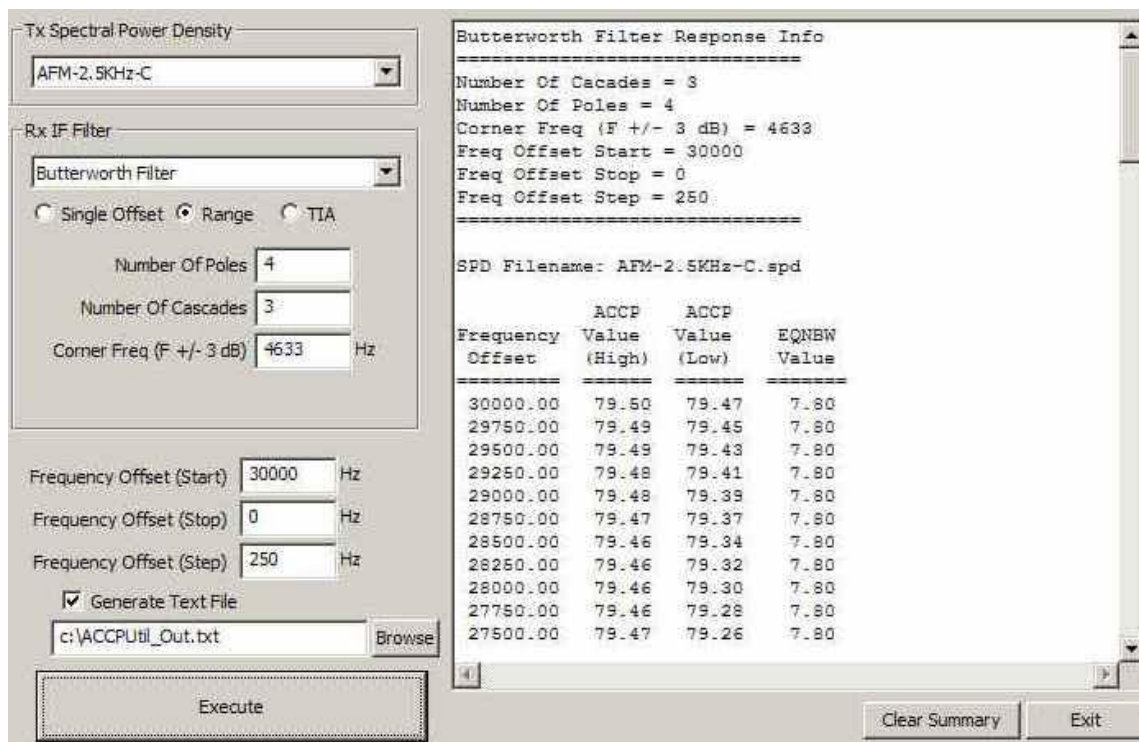 Tx Spectral Power Density
AFM-2.5KHz-C
Rx IF Filter
Butterworth Filter
Single Offset Range TIA
Number Of Poles 4
Number Of Cascades 3
Corner Freq (F +/- 3 dB) 4633 Hz
Frequency Offset (Start) 30000 Hz
Frequency Offset (Stop) 0 Hz
Frequency Offset (Step) 250 Hz
Generate Text File
c:\ACCPUtil_Out.txt Browse
Execute
Butterworth Filter Response Info
==============================
Number Of Cacades = 3
Number Of Poles = 4
Corner Freq (F +/- 3 dB) = 4633
Freq Offset Start = 30000
Freq Offset Stop = 0
Freq Offset Step = 250
==============================
SPD Filename: AFM-2.5KHz-C.spd
ACCP ACCP
Frequency Value Value EQNBW
Offset (High) (Low) Value
========= ====== ====== =======
30000.00 79.50 79.47 7.80
29750.00 79.49 79.45 7.80
29500.00 79.49 79.43 7.80
29250.00 79.48 79.41 7.80
29000.00 79.48 79.39 7.80
28750.00 79.47 79.37 7.80
28500.00 79.46 79.34 7.80
28250.00 79.46 79.32 7.80
28000.00 79.46 79.30 7.80
27750.00 79.46 79.28 7.80
27500.00 79.47 79.26 7.80
Clear Summary Exit